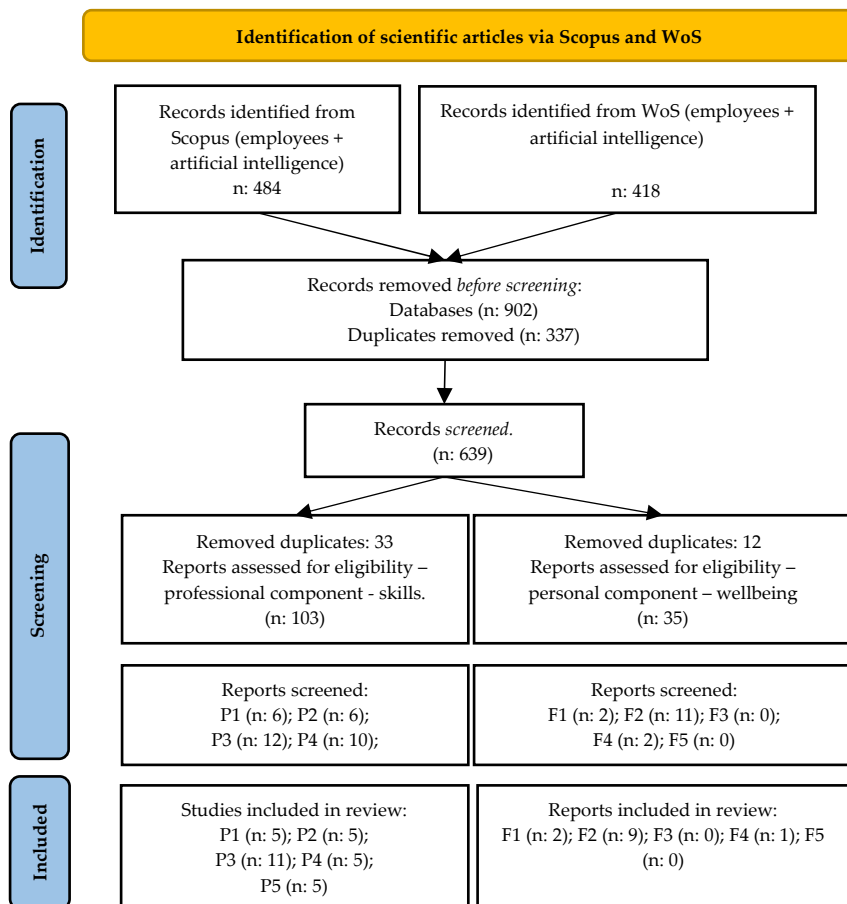 Identification of scientific articles via Scopus and WoS
Identification
Records identified from
Scopus (employees +
artificial intelligence)
n: 484
Records identified from WoS (employees +
artificial intelligence)
n: 418
Records removed before screening:
Databases (n: 902)
Duplicates removed (n: 337)
Records screened.
(n: 639)
Screening
Removed duplicates: 33
Reports assessed for eligibility –
professional component - skills.
(n: 103)
Removed duplicates: 12
Reports assessed for eligibility –
personal component – wellbeing
(n: 35)
Reports screened:
P1 (n: 6); P2 (n: 6);
P3 (n: 12); P4 (n: 10);
Reports screened:
F1 (n: 2); F2 (n: 11); F3 (n: 0);
F4 (n: 2); F5 (n: 0)
Included
Studies included in review:
P1 (n: 5); P2 (n: 5);
P3 (n: 11); P4 (n: 5);
P5 (n: 5)
Reports included in review:
F1 (n: 2); F2 (n: 9); F3 (n: 0); F4 (n: 1); F5
(n: 0)